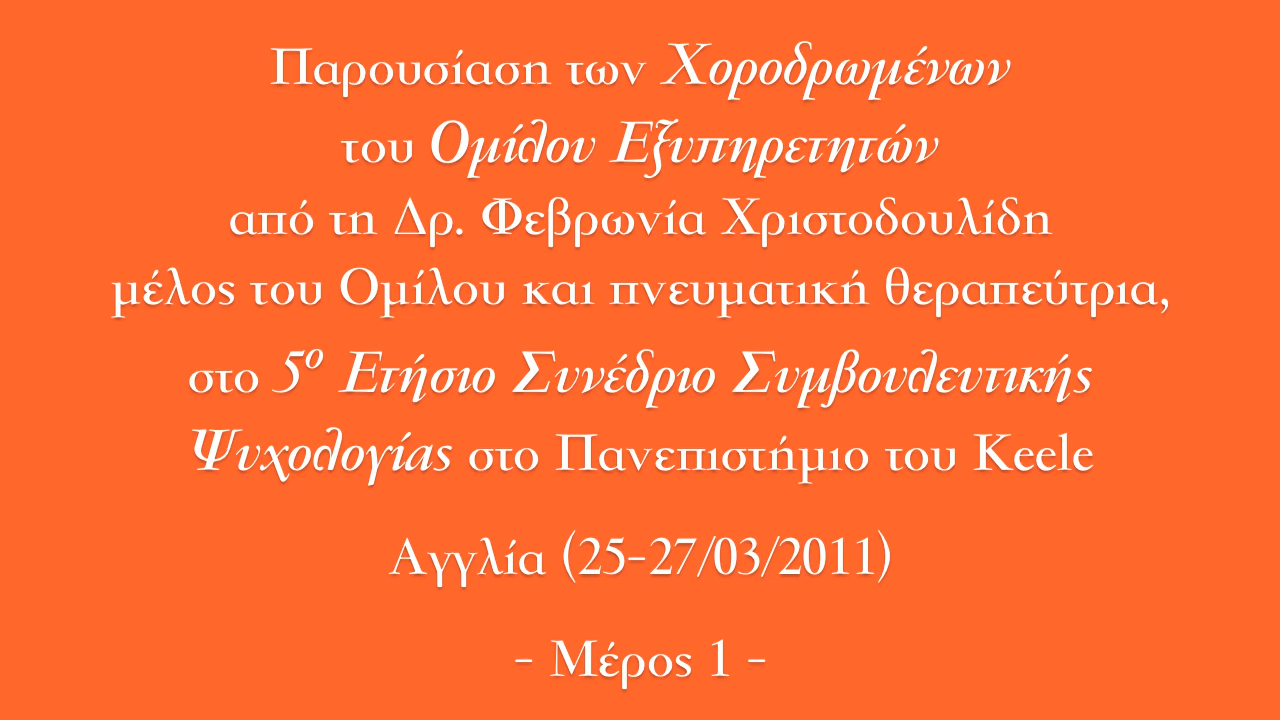 Παρουσίαση των Χοροδρωμένων
του Ομίλου Εξυπηρετητών
από τη Δρ. Φεβρωνία Χριστοδουλίδη
μέλος του Ομίλου και πνευματική θεραπεύτρια,
στο 5º Ετήσιο Συνέδριο Συμβουλευτικής
Ψυχολογίας στο Πανεπιστήμιο του Keele
Αγγλία (25-27/03/2011)
- Μέρος 1 -